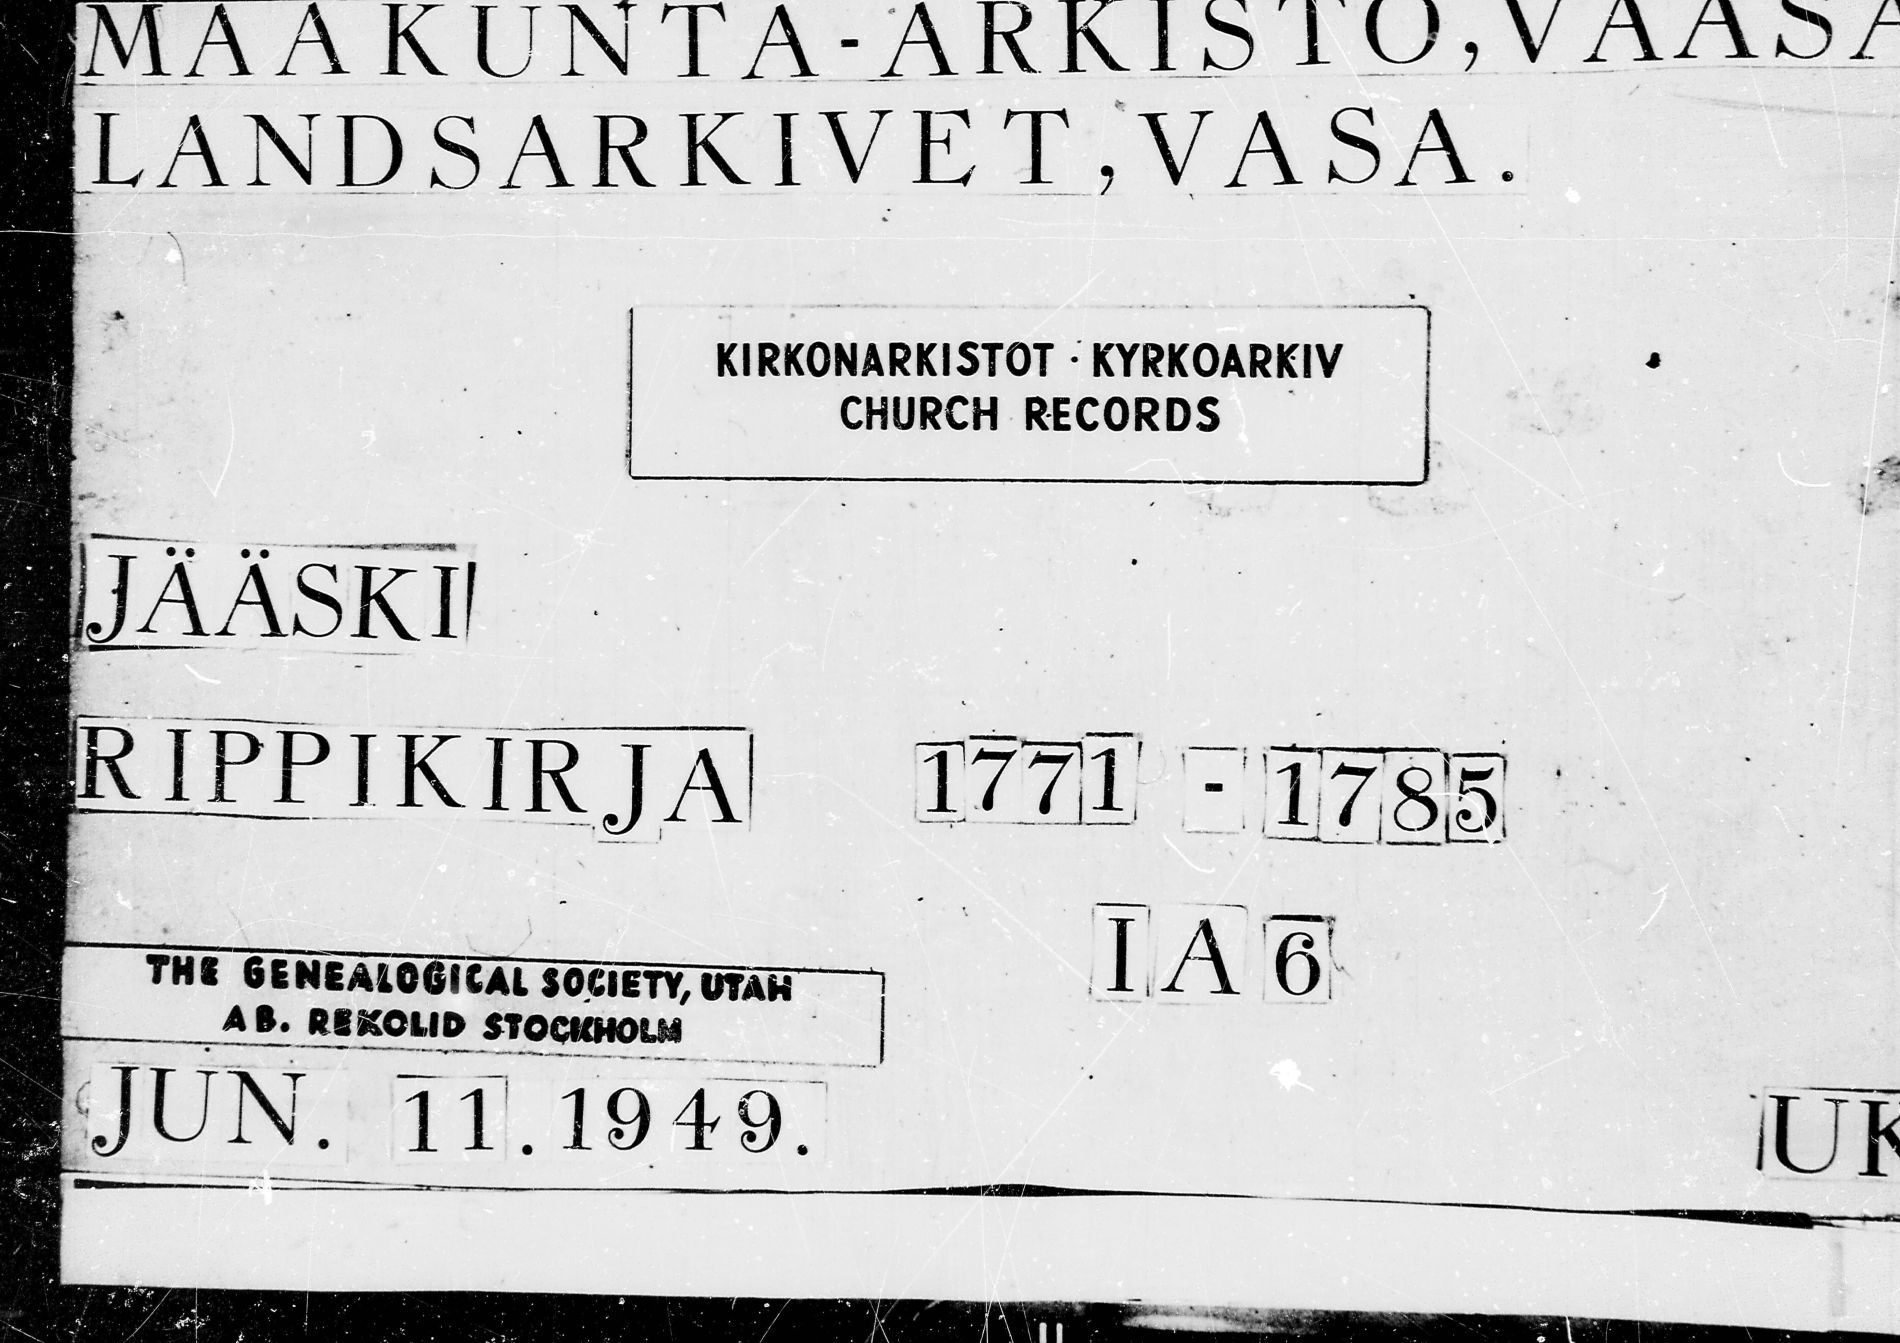 MAAKUNTA-ARKISTO, VAASA
LANDSARKIVET, VASA.
KIRKONARKISTOT · KYRKOARKIV
CHURCH RECORDS
JÄÄSKI
RIPPIKIRJA 1771 - 1785
I A 6
THE GENEALOGICAL SOCIETY, UTAH
AB. REKOLID STOCKHOLM
JUN. 11. 1949.
UK